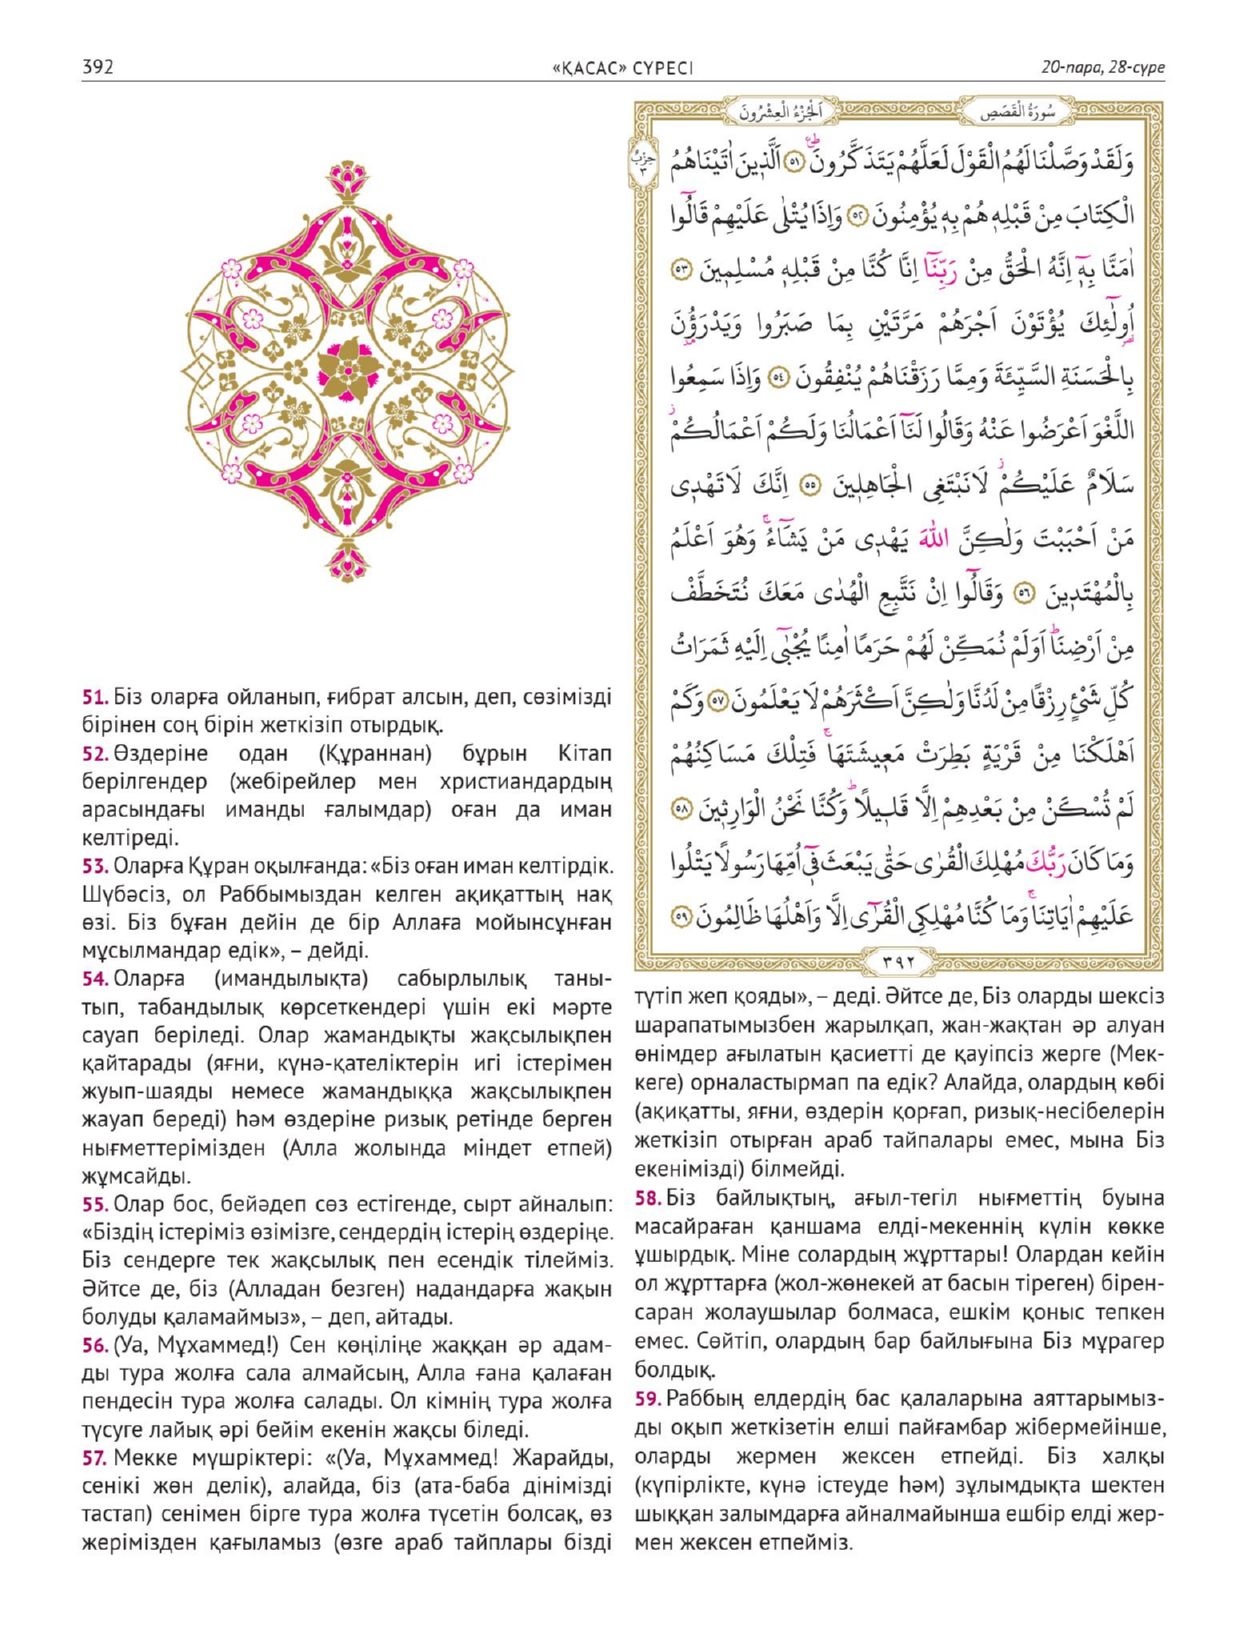 392
«ҚАСАС» СҮРЕСІ
20-пара, 28-сүре
اَلْجُزْءُ الْعِشْرُونَ
سُورَةُ الْقَصَصِ
حِزْبُ
٣
وَلَقَدْ وَصَّلْنَا لَهُمُ الْقَوْلَ لَعَلَّهُمْ يَتَذَكَّرُونَۜ ﴿٥١﴾ اَلَّذ۪ينَ اٰتَيْنَاهُمُ
الْكِتَابَ مِنْ قَبْلِه۪ هُمْ بِه۪ يُؤْمِنُونَ ﴿٥٢﴾ وَاِذَا يُتْلٰى عَلَيْهِمْ قَالُٓوا
اٰمَنَّا بِه۪ٓ اِنَّهُ الْحَقُّ مِنْ رَبِّنَٓا اِنَّا كُنَّا مِنْ قَبْلِه۪ مُسْلِم۪ينَ ﴿٥٣﴾
اُو۬لٰٓئِكَ يُؤْتَوْنَ اَجْرَهُمْ مَرَّتَيْنِ بِمَا صَبَرُوا وَيَدْرَؤُ۫نَ
بِالْحَسَنَةِ السَّيِّئَةَ وَمِمَّا رَزَقْنَاهُمْ يُنْفِقُونَ ﴿٥٤﴾ وَاِذَا سَمِعُوا
اللَّغْوَ اَعْرَضُوا عَنْهُ وَقَالُوا لَنَٓا اَعْمَالُنَا وَلَكُمْ اَعْمَالُكُمْۘ
سَلَامٌ عَلَيْكُمْۘ لَا نَبْتَغِي الْجَاهِل۪ينَ ﴿٥٥﴾ اِنَّكَ لَا تَهْد۪ي
مَنْ اَحْبَبْتَ وَلٰكِنَّ اللّٰهَ يَهْد۪ي مَنْ يَشَٓاءُۚ وَهُوَ اَعْلَمُ
بِالْمُهْتَد۪ينَ ﴿٥٦﴾ وَقَالُٓوا اِنْ نَتَّبِعِ الْهُدٰى مَعَكَ نُتَخَطَّفْ
مِنْ اَرْضِنَاۜ اَوَلَمْ نُمَكِّنْ لَهُمْ حَرَمًا اٰمِنًا يُجْبٰٓى اِلَيْهِ ثَمَرَاتُ
كُلِّ شَيْءٍ رِزْقًا مِنْ لَدُنَّا وَلٰكِنَّ اَكْثَرَهُمْ لَا يَعْلَمُونَ ﴿٥٧﴾ وَكَمْ
اَهْلَكْنَا مِنْ قَرْيَةٍ بَطِرَتْ مَع۪يشَتَهَاۚ فَتِلْكَ مَسَاكِنُهُمْ
لَمْ تُسْكَنْ مِنْ بَعْدِهِمْ اِلَّا قَل۪يلًاۜ وَكُنَّا نَحْنُ الْوَارِث۪ينَ ﴿٥٨﴾
وَمَا كَانَ رَبُّكَ مُهْلِكَ الْقُرٰى حَتّٰى يَبْعَثَ ف۪ٓي اُمِّهَا رَسُولًا يَتْلُوا
عَلَيْهِمْ اٰيَاتِنَاۚ وَمَا كُنَّا مُهْلِكِي الْقُرٰٓى اِلَّا وَاَهْلُهَا ظَالِمُونَ ﴿٥٩﴾
٣٩٢
51. Біз оларға ойланып, ғибрат алсын, деп, сөзімізді
бірінен соң бірін жеткізіп отырдық.
52. Өздеріне одан (Құраннан) бұрын Кітап
берілгендер (жебірейлер мен христиандардың
арасындағы иманды ғалымдар) оған да иман
келтіреді.
53. Оларға Құран оқылғанда: «Біз оған иман келтірдік.
Шүбәсіз, ол Раббымыздан келген ақиқаттың нақ
өзі. Біз бұған дейін де бір Аллаға мойынсұнған
мұсылмандар едік», – дейді.
54. Оларға (имандылықта) сабырлылық таны-
тып, табандылық көрсеткендері үшін екі мәрте
сауап беріледі. Олар жамандықты жақсылықпен
қайтарады (яғни, күнә-қателіктерін игі істерімен
жуып-шаяды немесе жамандыққа жақсылықпен
жауап береді) һәм өздеріне ризық ретінде берген
нығметтерімізден (Алла жолында міндет етпей)
жұмсайды.
55. Олар бос, бейәдеп сөз естігенде, сырт айналып:
«Біздің істеріміз өзімізге, сендердің істерің өздеріңе.
Біз сендерге тек жақсылық пен есендік тілейміз.
Әйтсе де, біз (Алладан безген) надандарға жақын
болуды қаламаймыз», – деп, айтады.
56. (Уа, Мұхаммед!) Сен көңіліңе жаққан әр адам-
ды тура жолға сала алмайсың, Алла ғана қалаған
пендесін тура жолға салады. Ол кімнің тура жолға
түсуге лайық әрі бейім екенін жақсы біледі.
57. Мекке мүшріктері: «(Уа, Мұхаммед! Жарайды,
сенікі жөн делік), алайда, біз (ата-баба дінімізді
тастап) сенімен бірге тура жолға түсетін болсақ, өз
жерімізден қағыламыз (өзге араб тайплары бізді
түтіп жеп қояды», – деді. Әйтсе де, Біз оларды шексіз
шарапатымызбен жарылқап, жан-жақтан әр алуан
өнімдер ағылатын қасиетті де қауіпсіз жерге (Мек-
кеге) орналастырмап па едік? Алайда, олардың көбі
(ақиқатты, яғни, өздерін қорғап, ризық-несібелерін
жеткізіп отырған араб тайпалары емес, мына Біз
екенімізді) білмейді.
58. Біз байлықтың, ағыл-тегіл нығметтің буына
масайраған қаншама елді-мекеннің күлін көкке
ұшырдық. Міне солардың жұрттары! Олардан кейін
ол жұрттарға (жол-жөнекей ат басын тіреген) бірен-
саран жолаушылар болмаса, ешкім қоныс тепкен
емес. Сөйтіп, олардың бар байлығына Біз мұрагер
болдық.
59. Раббың елдердің бас қалаларына аяттарымыз-
ды оқып жеткізетін елші пайғамбар жібермейінше,
оларды жермен жексен етпейді. Біз халқы
(күпірлікте, күнә істеуде һәм) зұлымдықта шектен
шыққан залымдарға айналмайынша ешбір елді жер-
мен жексен етпейміз.